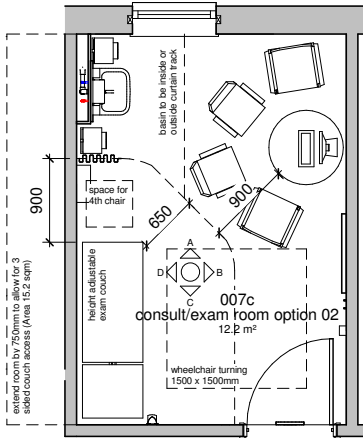 basin to be inside or
outside curtain track
space for
4th chair
900
650
900
height adjustable
exam couch
A
D B
C
007c
consult/exam room option 02
12.2 m²
wheelchair turning
1500 x 1500mm
extend room by 750mm to allow for 3
sided couch access (Area 15.2 sqm)